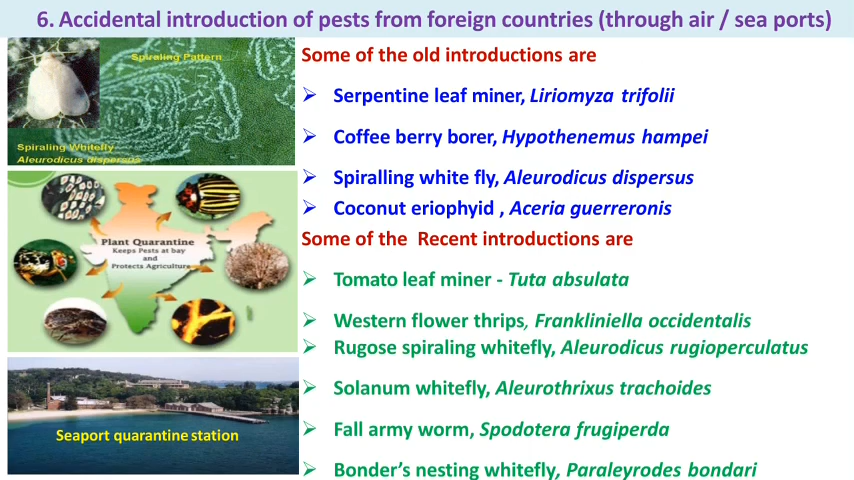 6. Accidental introduction of pests from foreign countries (through air / sea ports)
Spiraling Pattern
Spiraling Whitefly
Aleurodicus dispersus
Plant Quarantine
Keeps Pests at bay
and
Protects Agriculture
Seaport quarantine station
Some of the old introductions are
➢ Serpentine leaf miner, Liriomyza trifolii
➢ Coffee berry borer, Hypothenemus hampei
➢ Spiralling white fly, Aleurodicus dispersus
➢ Coconut eriophyid , Aceria guerreronis
Some of the Recent introductions are
➢ Tomato leaf miner - Tuta absulata
➢ Western flower thrips, Frankliniella occidentalis
➢ Rugose spiraling whitefly, Aleurodicus rugioperculatus
➢ Solanum whitefly, Aleurothrixus trachoides
➢ Fall army worm, Spodotera frugiperda
➢ Bonder’s nesting whitefly, Paraleyrodes bondari